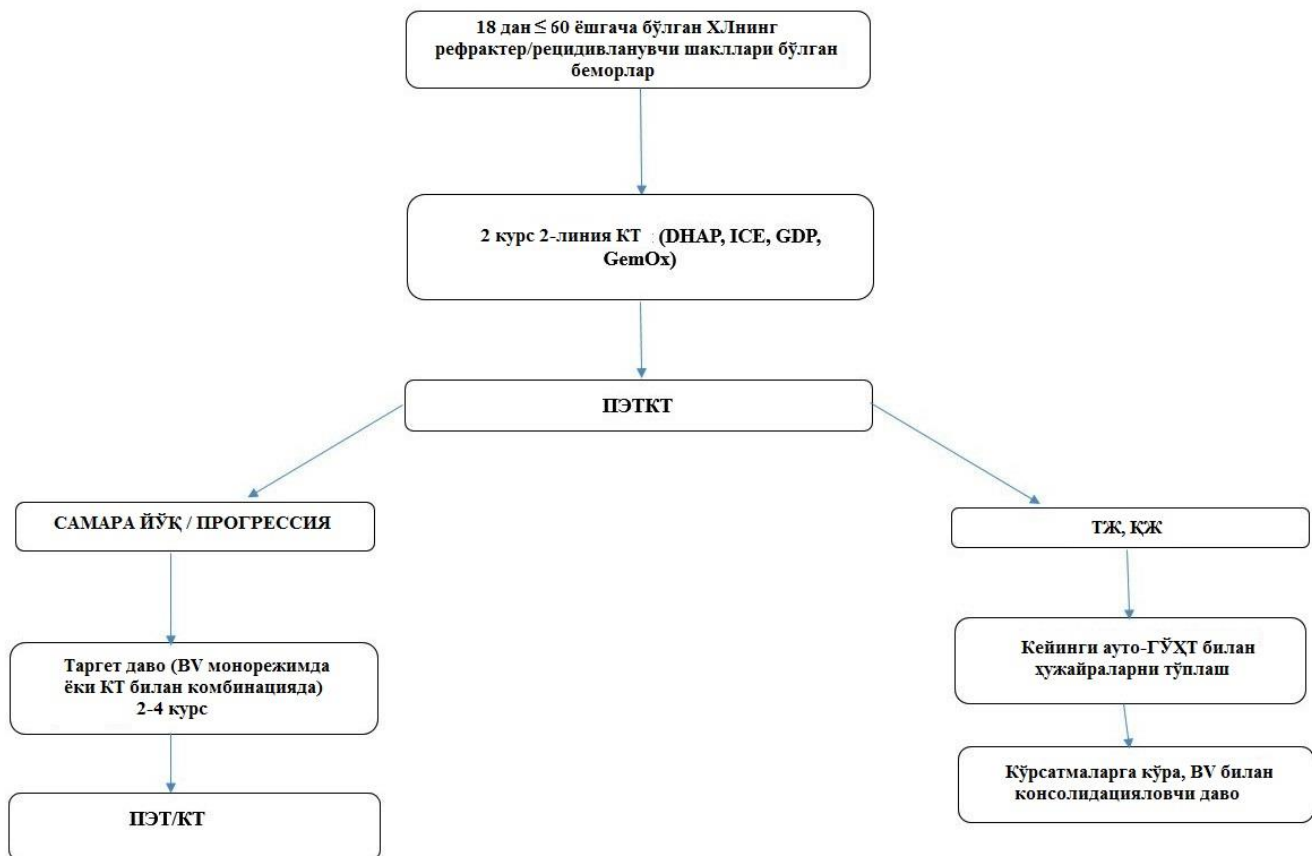 18 дан ≤ 60 ёшгача бўлган ХЛнинг
рефрактер/рецидивланувчи шакллари бўлган
беморлар
2 курс 2-линия КТ : (DHAP, ICE, GDP,
GemOx)
ПЭТКТ
САМАРА ЙЎҚ / ПРОГРЕССИЯ
ТЖ, ҚЖ
Таргет даво (BV монорежимда
ёки КТ билан комбинацияда)
2-4 курс
Кейинги ауто-ГЎҲТ билан
ҳужайраларни тўплаш
ПЭТ/КТ
Кўрсатмаларга кўра, BV билан
консолидацияловчи даво